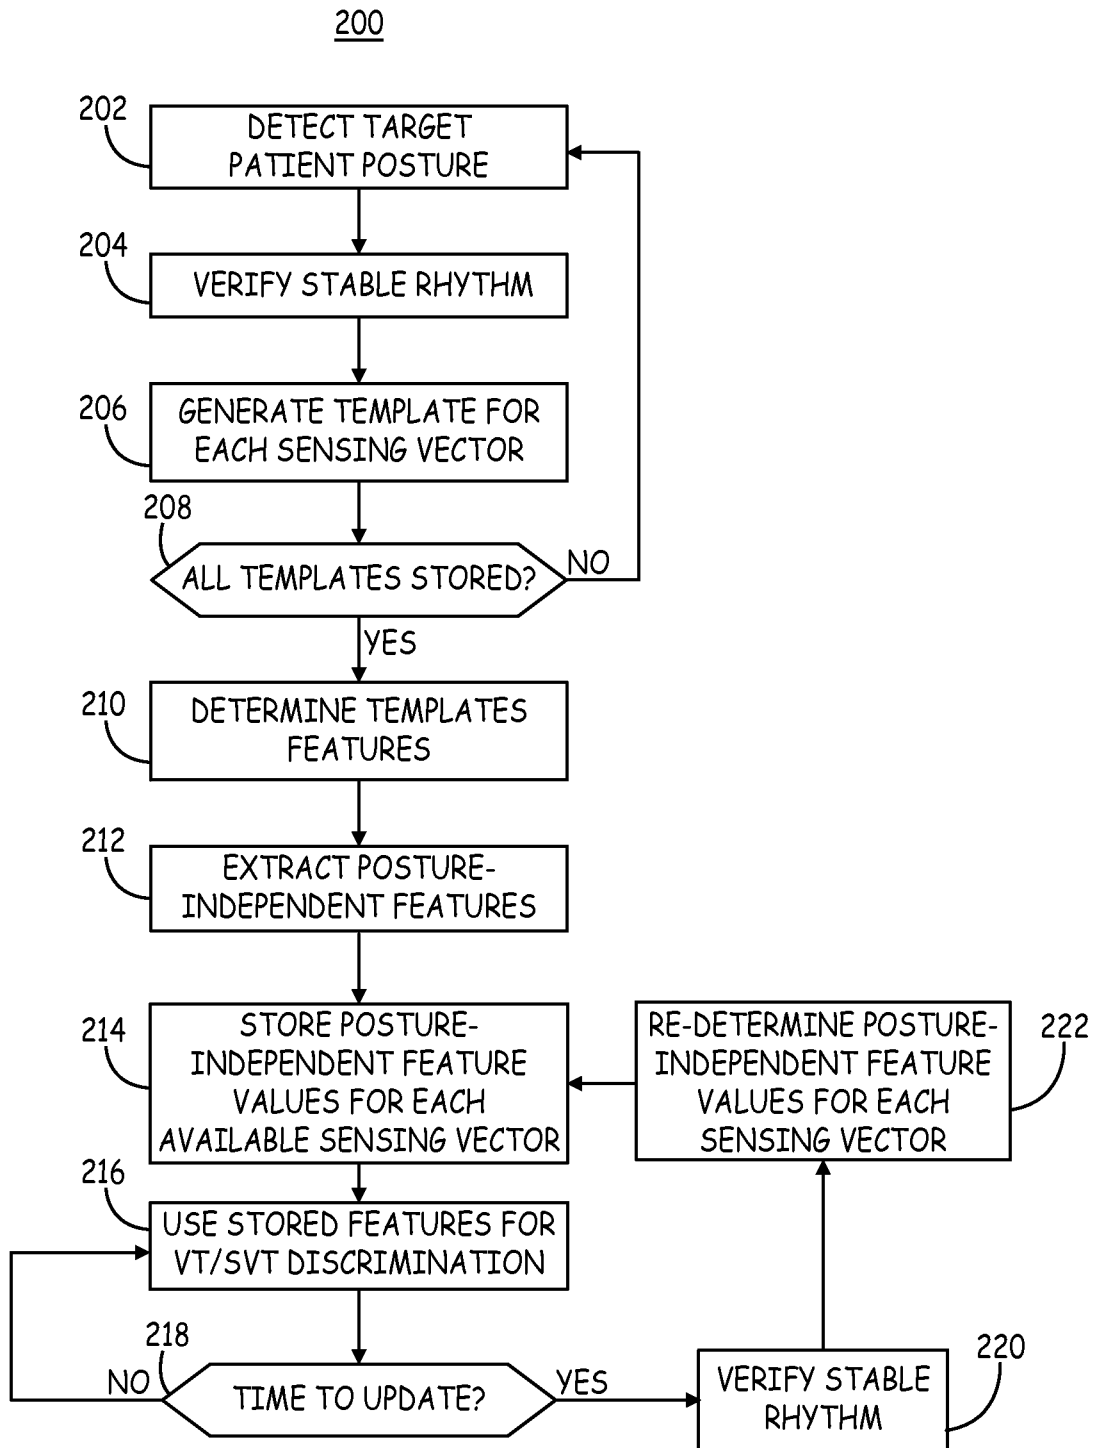 200
202
DETECT TARGET
PATIENT POSTURE
204
VERIFY STABLE RHYTHM
206
GENERATE TEMPLATE FOR
EACH SENSING VECTOR
208
ALL TEMPLATES STORED?
NO
YES
210
DETERMINE TEMPLATES
FEATURES
212
EXTRACT POSTURE-
INDEPENDENT FEATURES
214
STORE POSTURE-
INDEPENDENT FEATURE
VALUES FOR EACH
AVAILABLE SENSING VECTOR
RE-DETERMINE POSTURE-
INDEPENDENT FEATURE
VALUES FOR EACH
SENSING VECTOR
222
216
USE STORED FEATURES FOR
VT/SVT DISCRIMINATION
218
NO
TIME TO UPDATE?
YES
VERIFY STABLE
RHYTHM
220